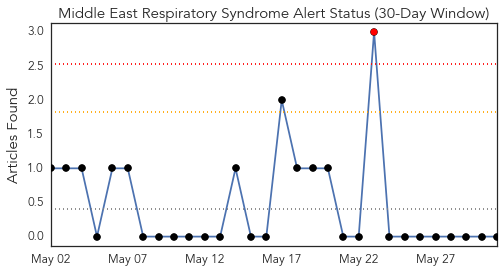 Middle East Respiratory Syndrome Alert Status (30-Day Window)
Articles Found
3.0
2.5
2.0
1.5
1.0
0.5
0.0
May 02 May 07 May 12 May 17 May 22 May 27